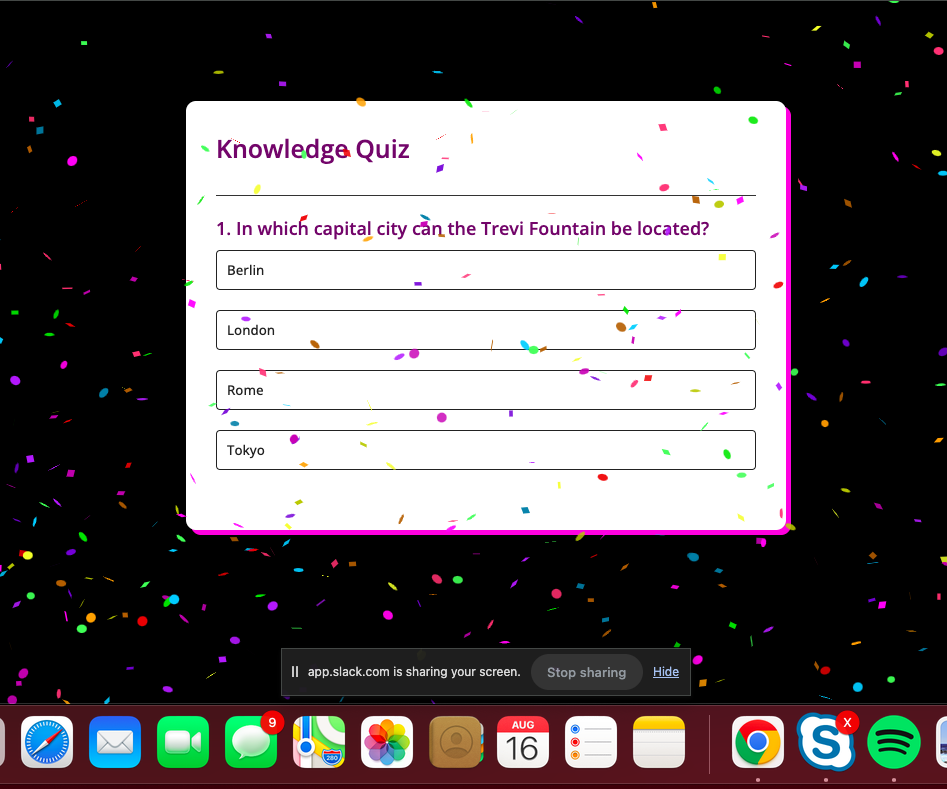 Knowledge Quiz
1. In which capital city can the Trevi Fountain be located?
Berlin
London
Rome
Tokyo
app.slack.com is sharing your screen.
Stop sharing
Hide
9
280
AUG
16
X
S